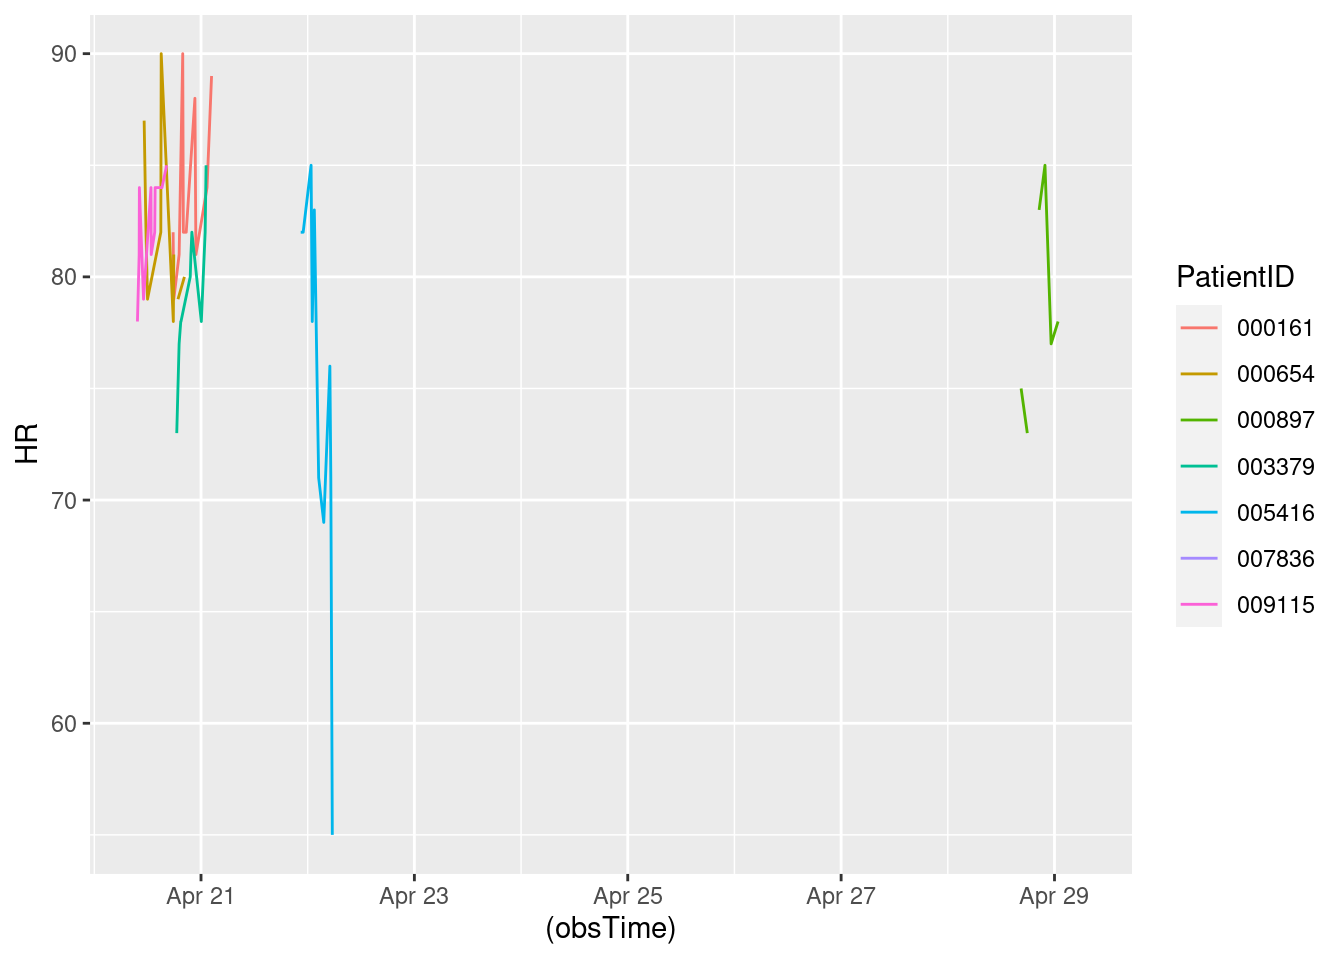 90
80
70
60
HR
Apr 21
Apr 23
Apr 25
Apr 27
Apr 29
(obsTime)
PatientID
000161
000654
000897
003379
005416
007836
009115